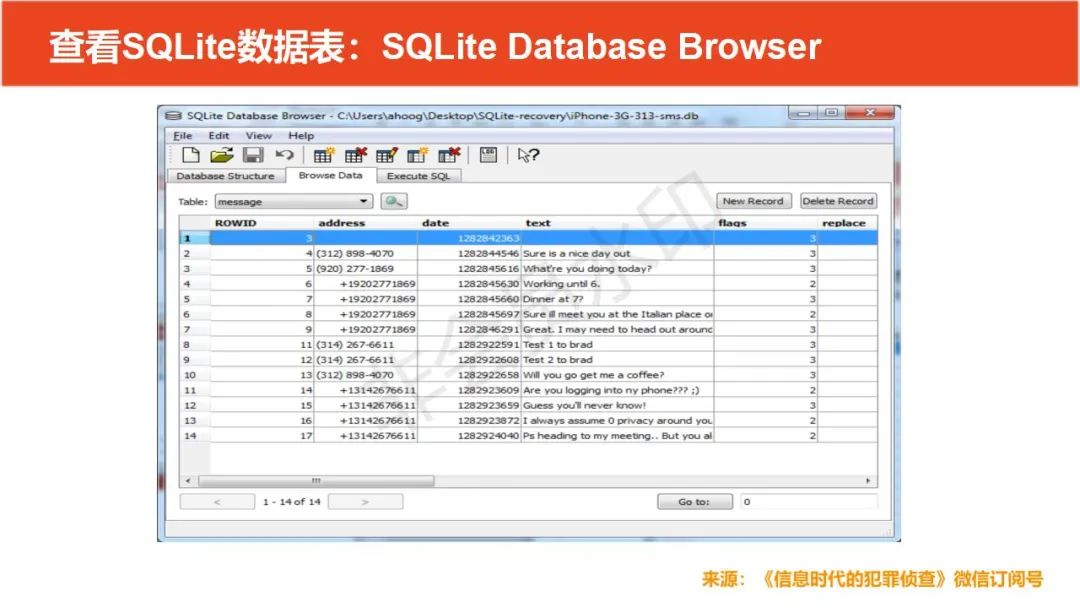 查看SQLite数据表：SQLite Database Browser
SQLite Database Browser - C:\Users\ahoog\Desktop\SQLite-recovery\iPhone-3G-313-sms.db
File Edit View Help
Database Structure Browse Data Execute SQL
Table: message New Record Delete Record
ROWID address date text flags replace
1 3 1282842363 3
2 4 (312) 898-4070 1282844546 Sure is a nice day out 3
3 5 (920) 277-1869 1282845616 What're you doing today? 3
4 6 +19202771869 1282845630 Working until 6. 2
5 7 +19202771869 1282845660 Dinner at 7? 3
6 8 +19202771869 1282845697 Sure ill meet you at the Italian place 2
7 9 +19202771869 1282846291 Great. I may need to head out around 3
8 11 (314) 267-6611 1282922591 Test 1 to brad 3
9 12 (314) 267-6611 1282922608 Test 2 to brad 3
10 13 (312) 898-4070 1282922658 Will you go get me a coffee? 3
11 14 +13142676611 1282923609 Are you logging into ny phone??? ;) 2
12 15 +13142676611 1282923659 Guess you'll never know! 3
13 16 +13142676611 1282923872 I always assume 0 privacy around you 2
14 17 +13142676611 1282924040 Ps heading to my meeting.. But you al 2
< 1 - 14 of 14 > Go to: 0
来源：《信息时代的犯罪侦查》微信订阅号